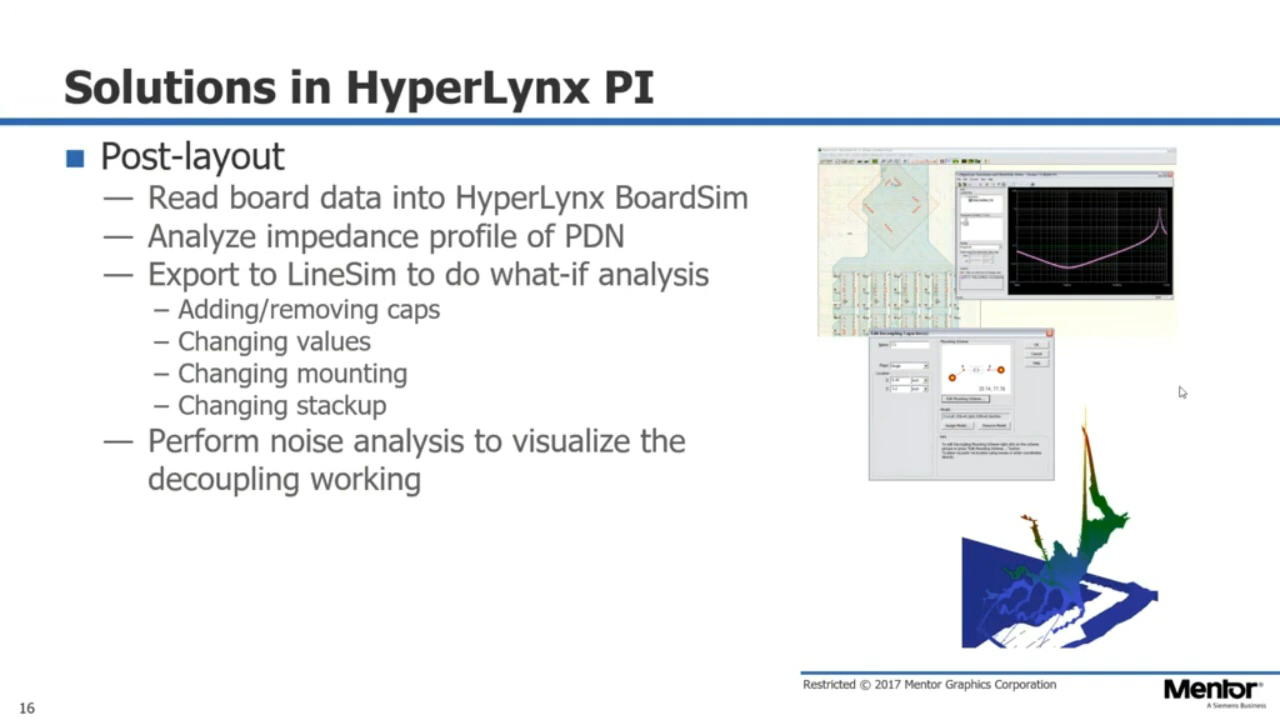 Solutions in HyperLynx PI
Post-layout
— Read board data into HyperLynx BoardSim
— Analyze impedance profile of PDN
— Export to LineSim to do what-if analysis
– Adding/removing caps
– Changing values
– Changing mounting
– Changing stackup
— Perform noise analysis to visualize the
decoupling working
Restricted © 2017 Mentor Graphics Corporation
Mentor®
A Siemens Business
16